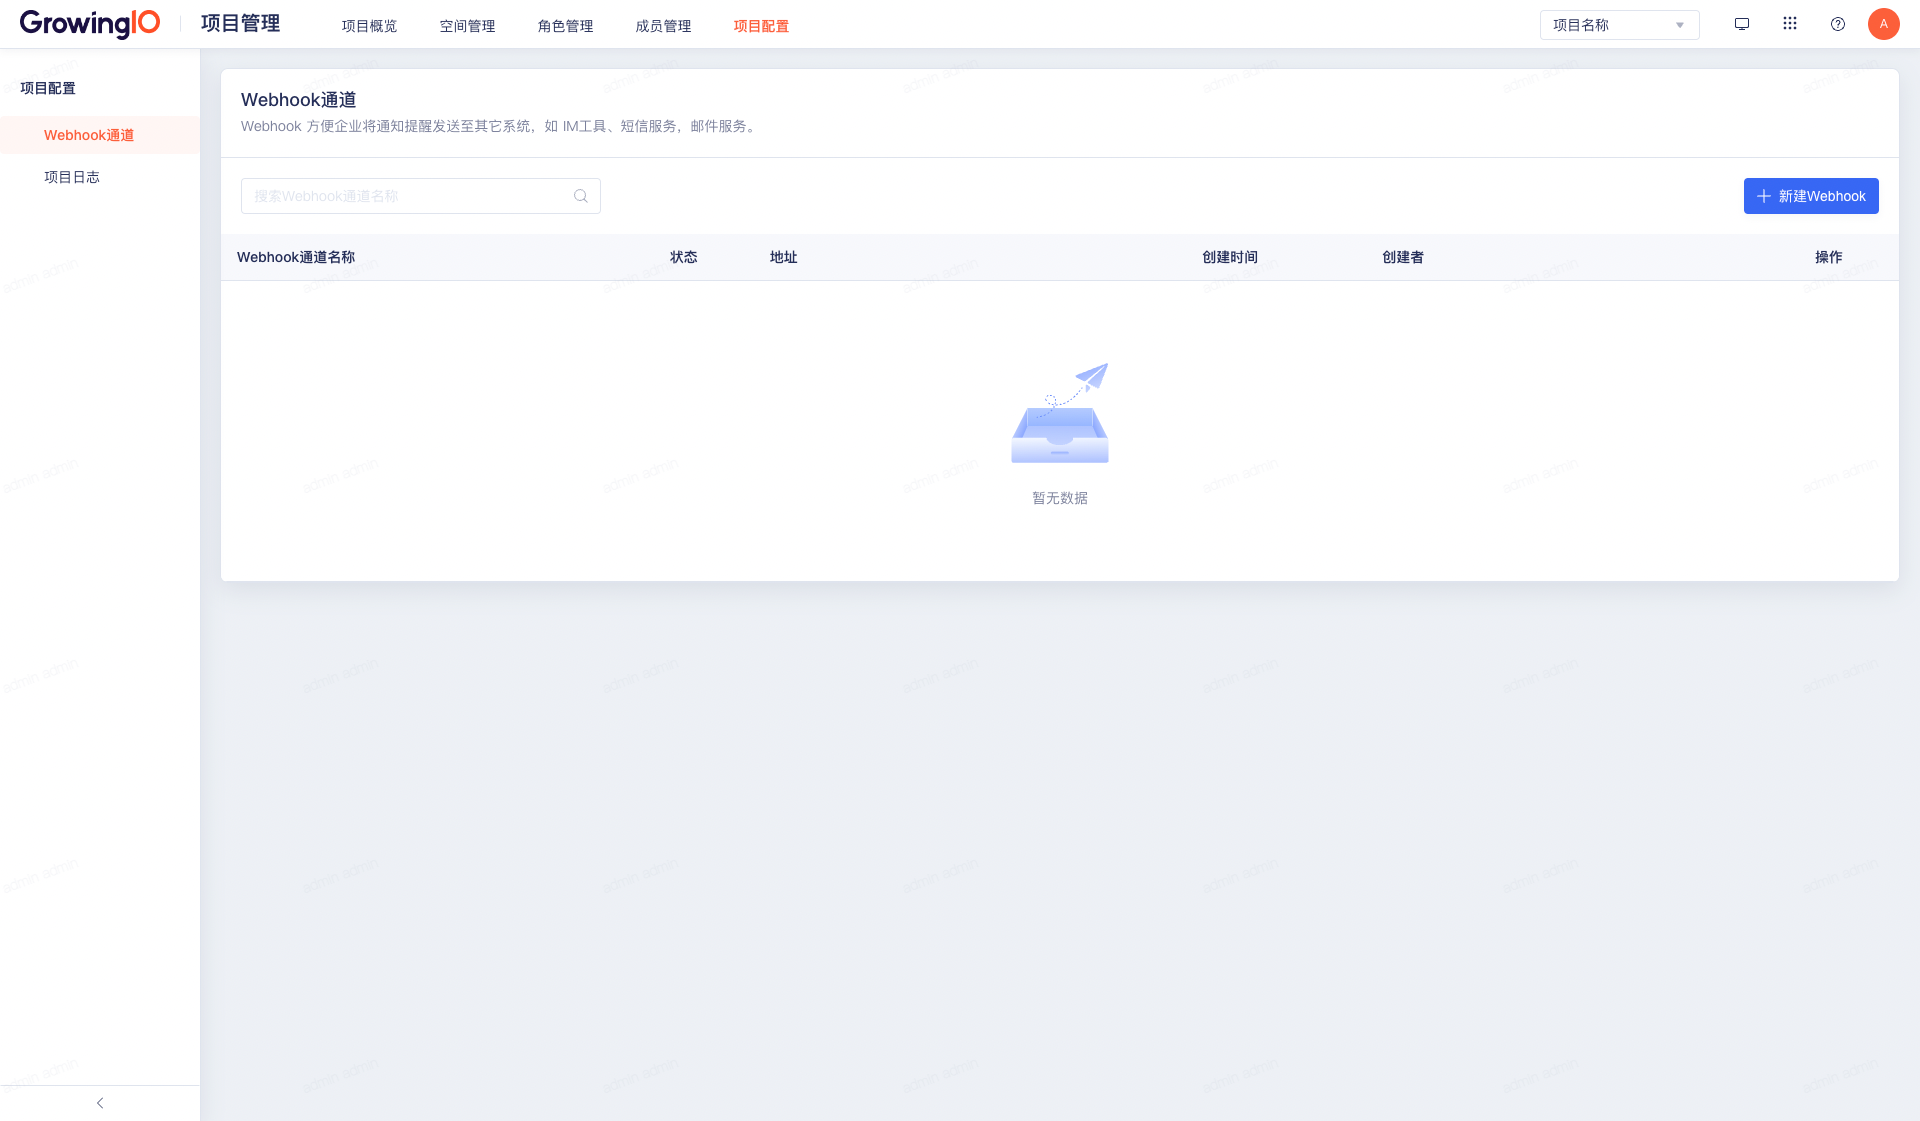 GrowingIO
项目管理
项目概览
空间管理
角色管理
成员管理
项目配置
项目名称
A
项目配置
Webhook通道
项目日志
Webhook通道
Webhook 方便企业将通知提醒发送至其它系统，如 IM工具、短信服务，邮件服务。
搜索Webhook通道名称
新建Webhook
Webhook通道名称
状态
地址
创建时间
创建者
操作
暂无数据
admin admin